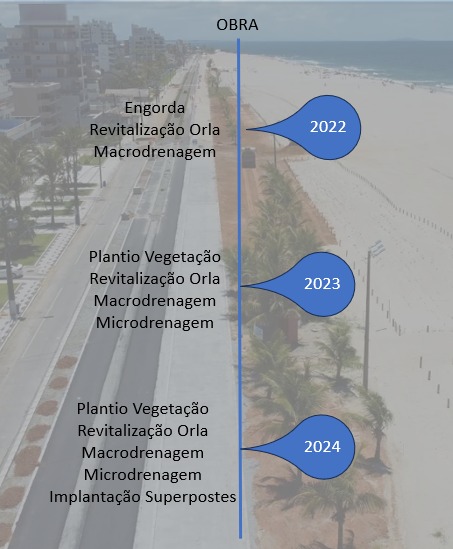 OBRA
Engorda
Revitalização Orla
Macrodrenagem
2022
Plantio Vegetação
Revitalização Orla
Macrodrenagem
Microdrenagem
2023
Plantio Vegetação
Revitalização Orla
Macrodrenagem
Microdrenagem
Implantação Superpostes
2024